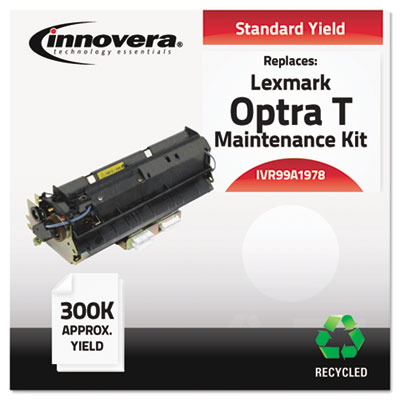 innovera
technology essentials
Standard Yield
Replaces:
Lexmark
Optra T
Maintenance Kit
IVR99A1978
300K
APPROX.
YIELD
RECYCLED